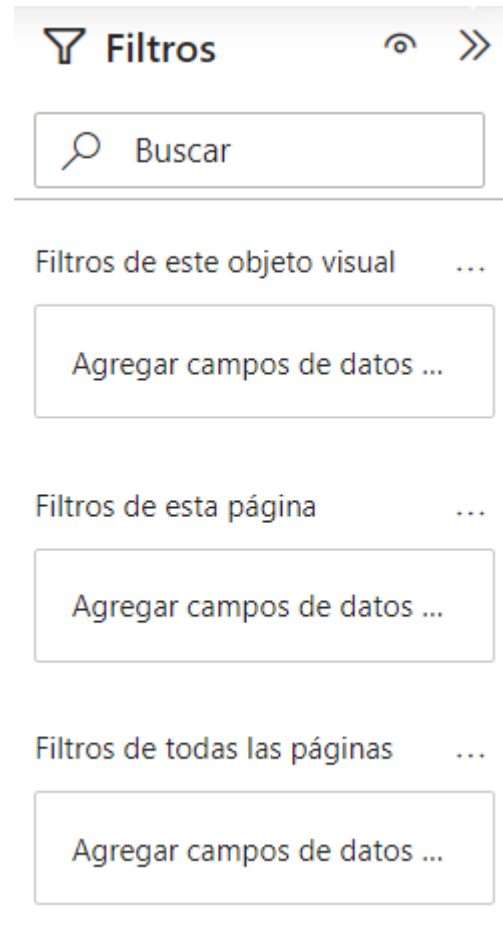 Filtros
Buscar
Filtros de este objeto visual ...
Agregar campos de datos ...
Filtros de esta página ...
Agregar campos de datos ...
Filtros de todas las páginas ...
Agregar campos de datos ...